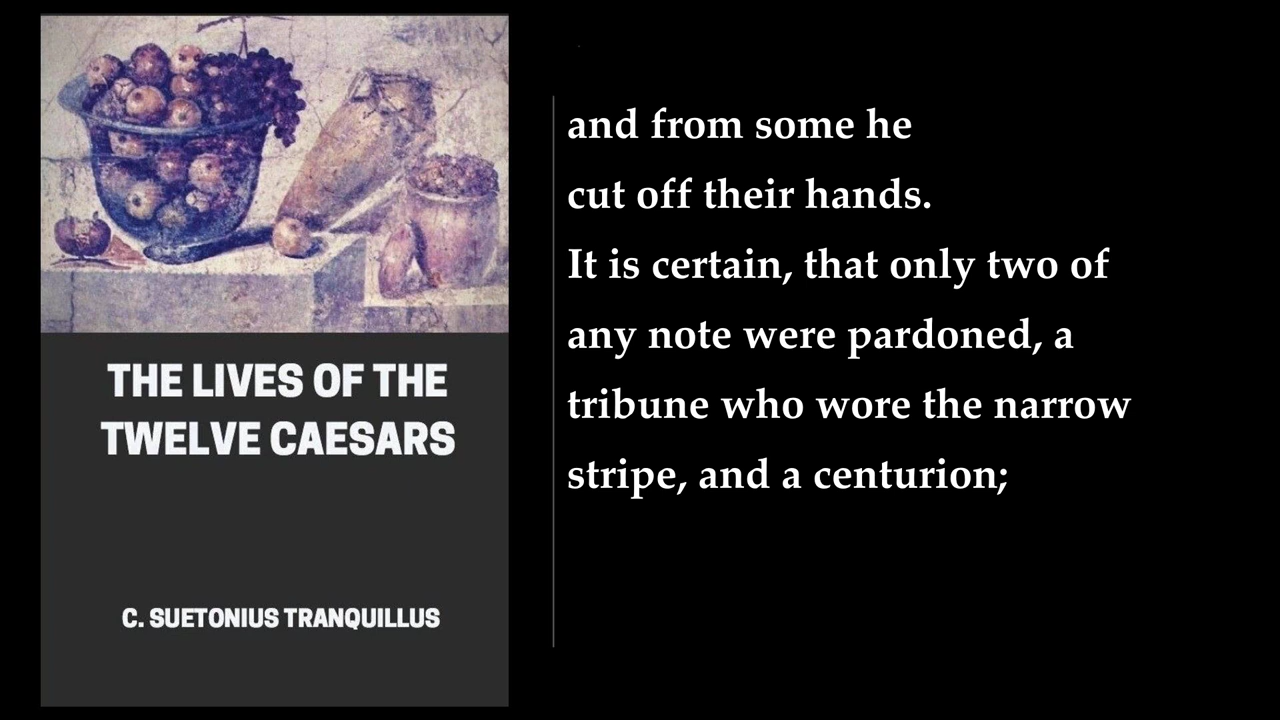 THE LIVES OF THE
TWELVE CAESARS
C. SUETONIUS TRANQUILLUS
and from some he
cut off their hands.
It is certain, that only two of
any note were pardoned, a
tribune who wore the narrow
stripe, and a centurion;